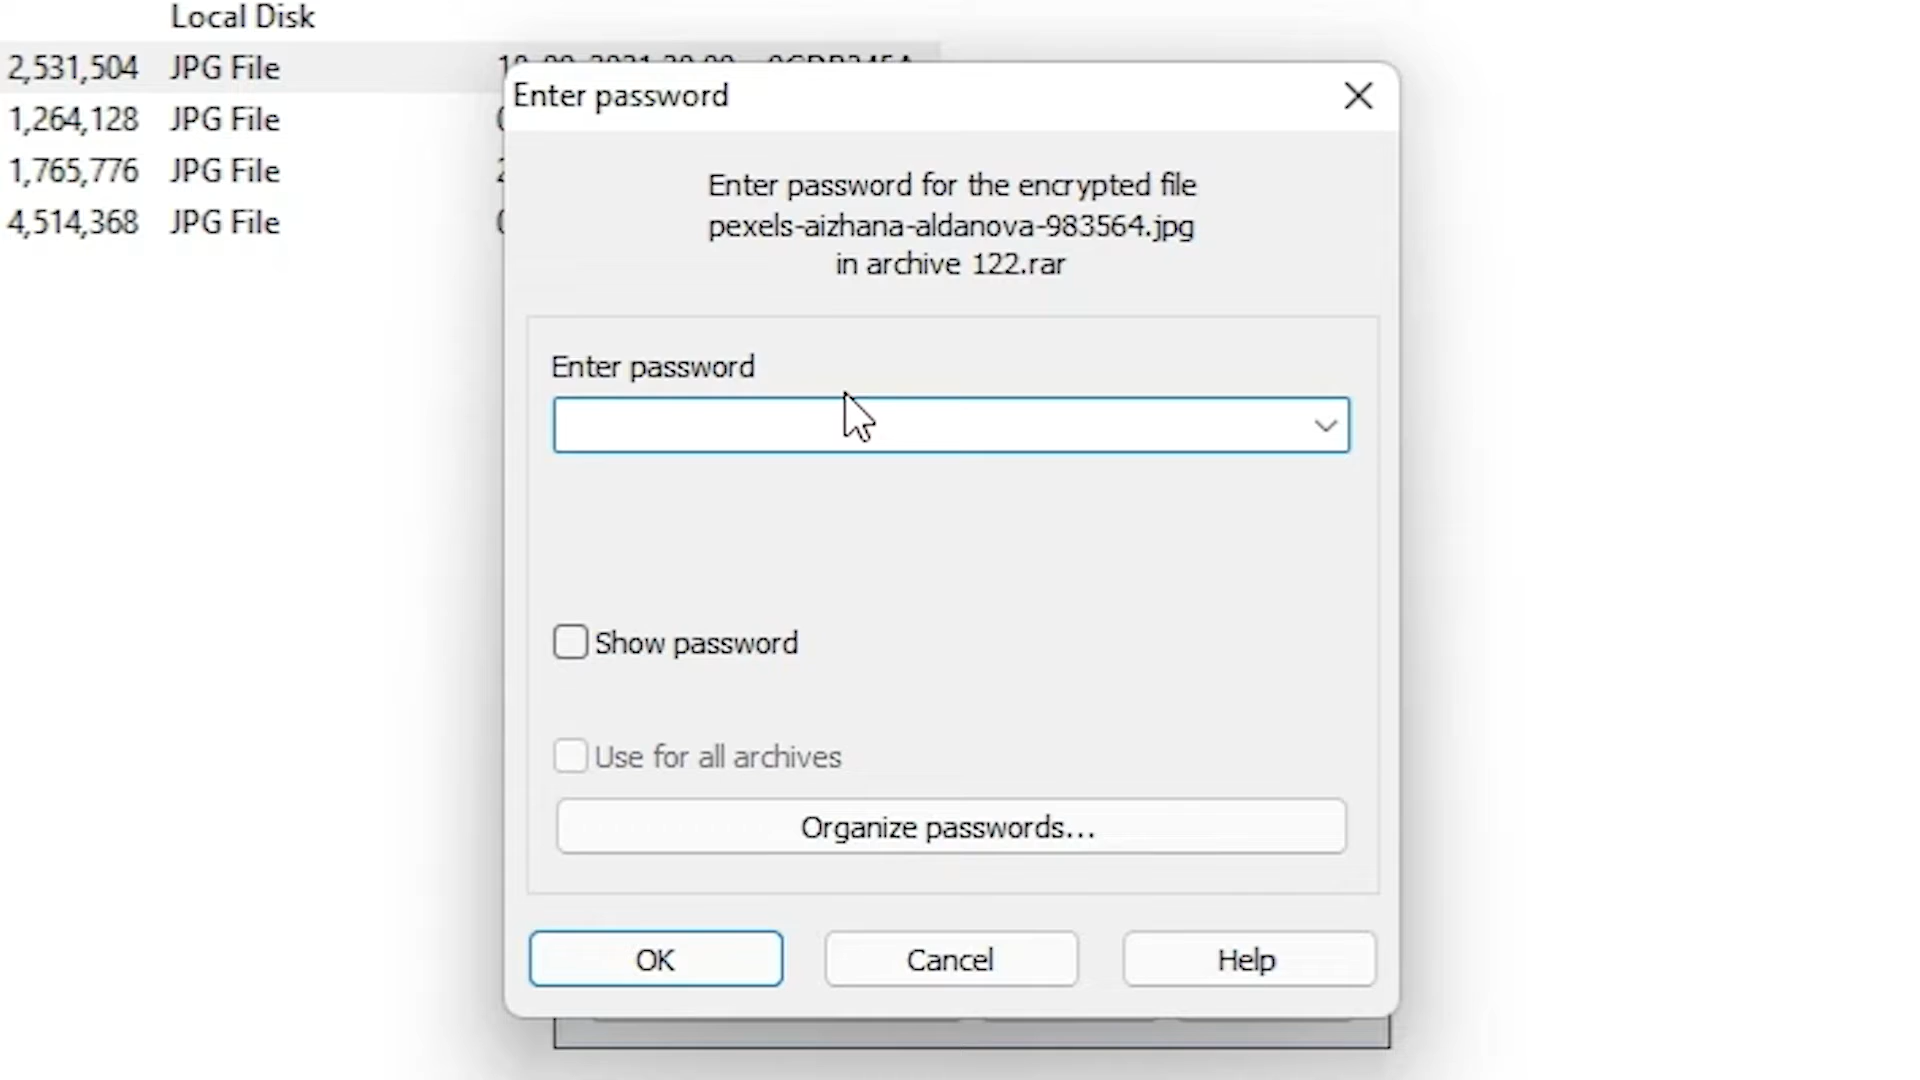 Local Disk
2,531,504 JPG File
1,264,128 JPG File
1,765,776 JPG File
4,514,368 JPG File
Enter password
Enter password for the encrypted file
pexels-aizhana-aldanova-983564.jpg
in archive 122.rar
Enter password
Show password
Use for all archives
Organize passwords...
OK Cancel Help